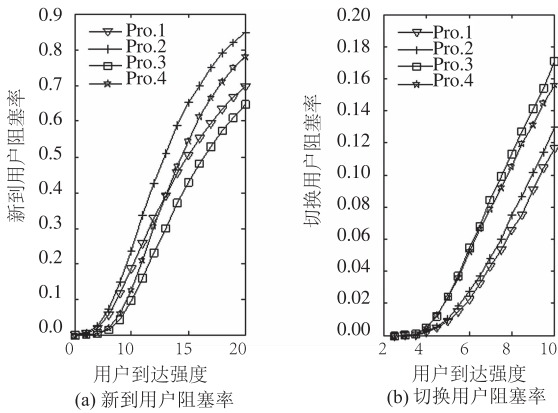 0.9
0.8
0.7
0.6
0.5
0.4
0.3
0.2
0.1
0.0
Pro.1
Pro.2
Pro.3
Pro.4
新到用户阻塞率
5 10 15 20
用户到达强度
(a) 新到用户阻塞率
0.20
0.18
0.16
0.14
0.12
0.10
0.08
0.06
0.04
0.02
0.00
Pro.1
Pro.2
Pro.3
Pro.4
切换用户阻塞率
2 4 6 8 10
用户到达强度
(b) 切换用户阻塞率